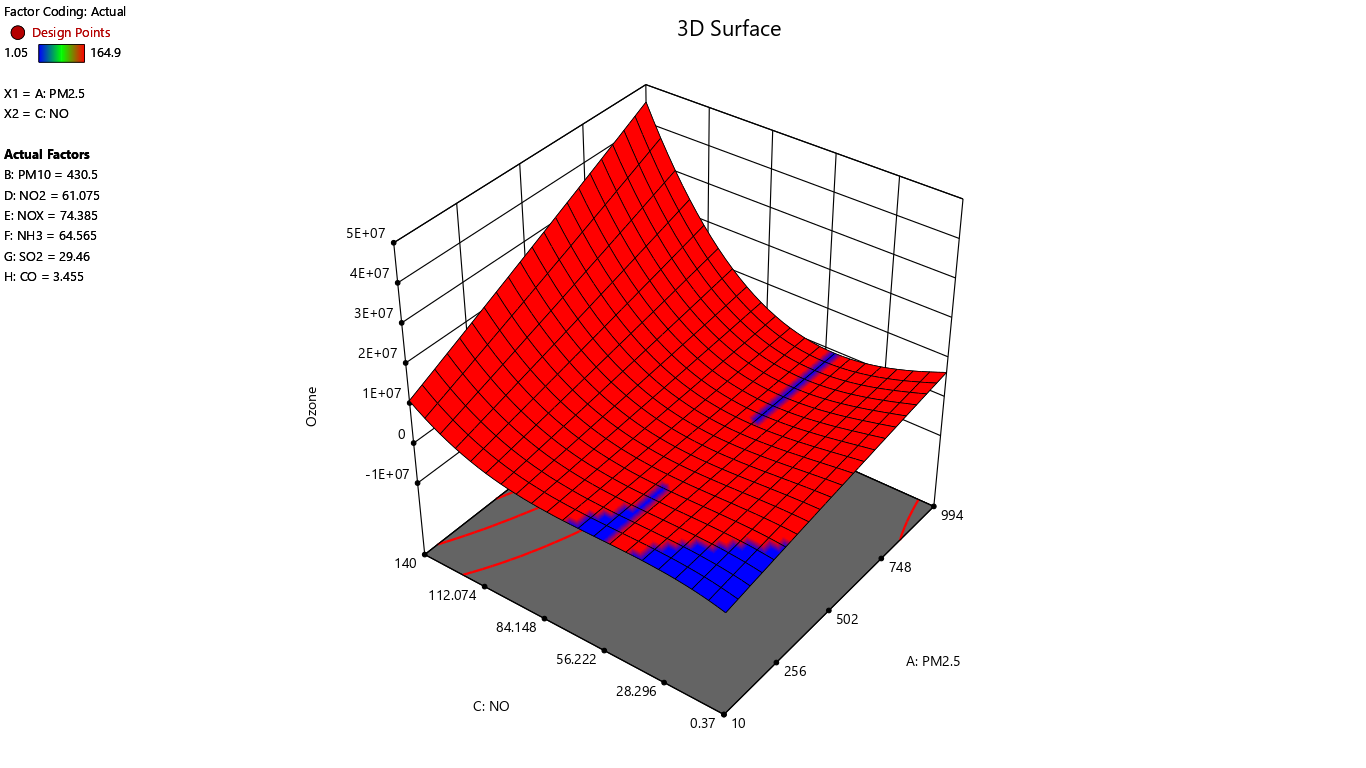 Factor Coding: Actual
Design Points
1.05 164.9
X1 = A: PM2.5
X2 = C: NO
Actual Factors
B: PM10 = 430.5
D: NO2 = 61.075
E: NOX = 74.385
F: NH3 = 64.565
G: SO2 = 29.46
H: CO = 3.455
3D Surface
5E+07
4E+07
3E+07
2E+07
1E+07
0
-1E+07
Ozone
140
112.074
84.148
56.222
28.296
0.37
C: NO
10
256
502
748
994
A: PM2.5